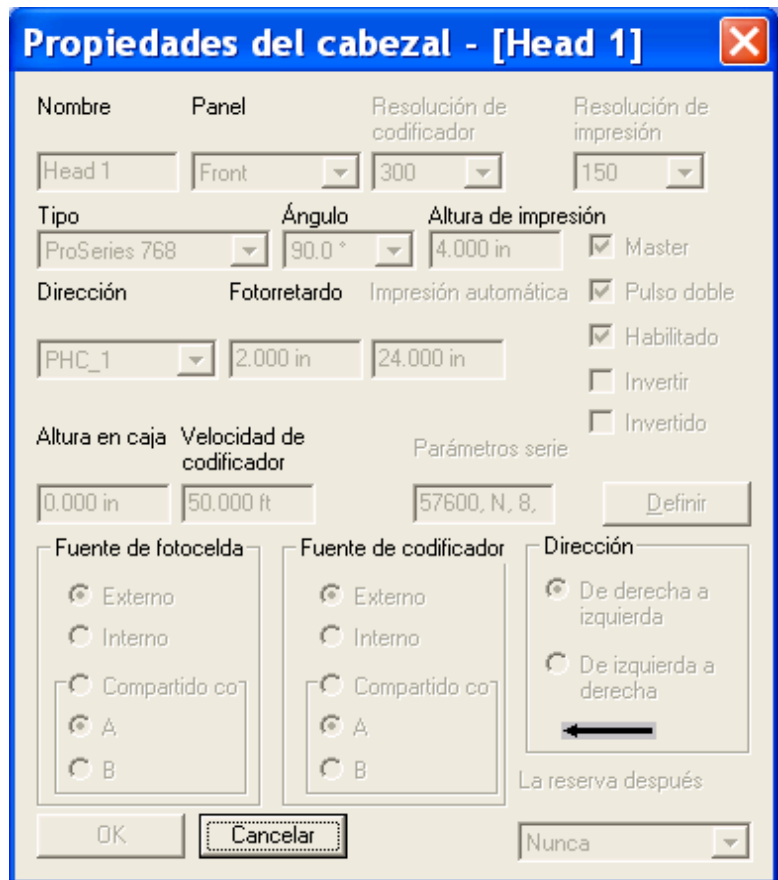 Propiedades del cabezal - [Head 1]
Nombre Panel Resolución de codificador Resolución de impresión
Head 1 Front 300 150
Tipo Ángulo Altura de impresión
ProSeries 768 90.0 ° 4.000 in Master
Dirección Fotorretardo Impresión automática Pulso doble
Habilitado
PHC_1 2.000 in 24.000 in
Invertir
Invertido
Altura en caja Velocidad de codificador Parámetros serie
0.000 in 50.000 ft 57600, N, 8, Definir
Fuente de fotocelda Fuente de codificador Dirección
Externo Externo De derecha a izquierda
Interno Interno
Compartido co Compartido co De izquierda a derecha
A A
B B
La reserva después
OK Cancelar Nunca